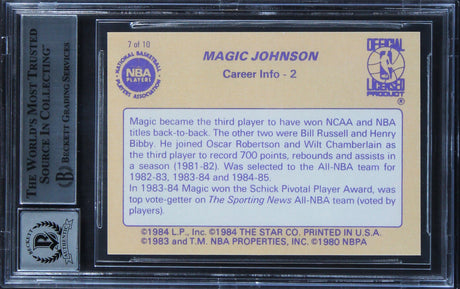 THE WORLD'S MOST TRUSTED
SOURCE IN COLLECTING™
BECKETT GRADING SERVICES
7 of 10
NATIONAL BASKETBALL
NBA
PLAYERS
PLAYERS ASSOCIATION
MAGIC JOHNSON
Career Info - 2
OFFICIAL
NBA
LICENSED
PRODUCT
®
Magic became the third player to have won NCAA and NBA
titles back-to-back. The other two were Bill Russell and Henry
Bibby. He joined Oscar Robertson and Wilt Chamberlain as
the third player to record 700 points, rebounds and assists in
a season (1981-82). Was selected to the All-NBA team for
1982-83, 1983-84 and 1984-85.
In 1983-84 Magic won the Schick Pivotal Player Award, was
top vote-getter on The Sporting News All-NBA team (voted by
players).
©1984 L.P., Inc. ©1984 THE STAR CO. PRINTED IN U.S.A.
©1983 and T.M. NBA PROPERTIES, INC. ©1980 NBPA
BECKETT
AUTHENTIC